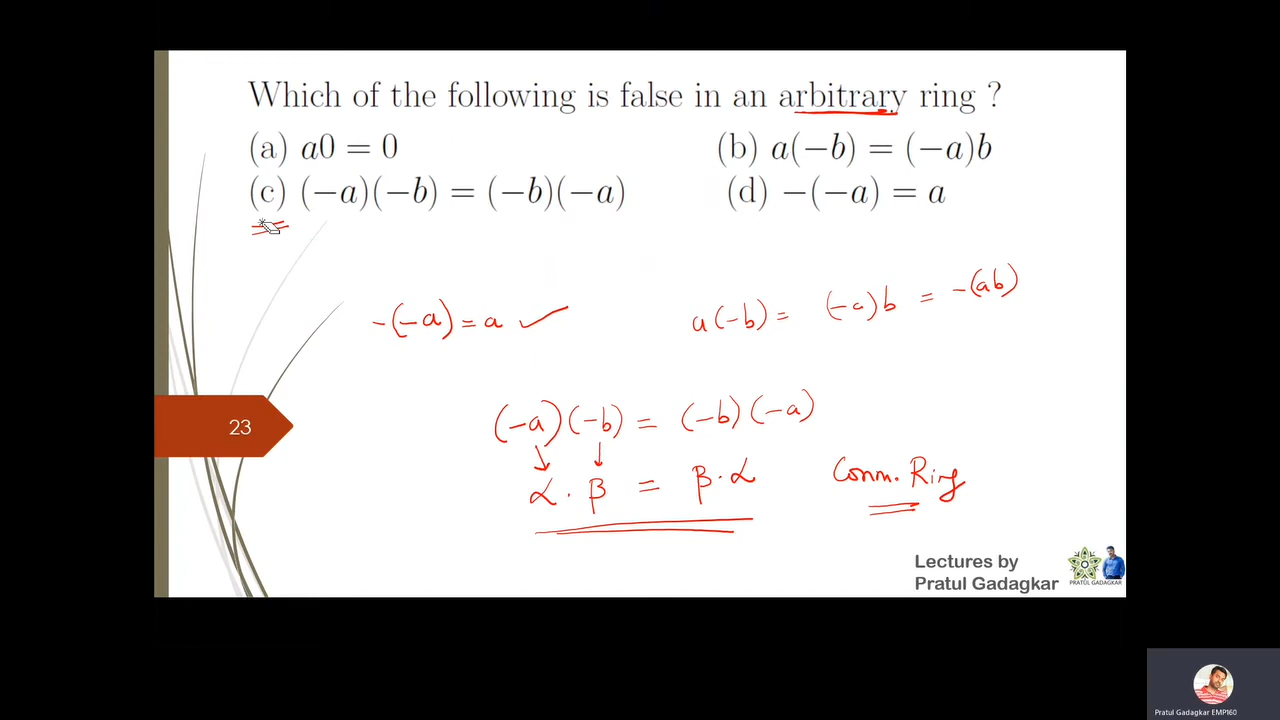 Which of the following is false in an arbitrary ring ?
(a) a0 = 0 (b) a(−b) = (−a)b
(c) (−a)(−b) = (−b)(−a) (d) −(−a) = a
-(-a) = a ✓ a(-b) = (-a)b = -(ab)
(-a)(-b) = (-b)(-a)
↓ ↓
α . β = β . α Comm. Ring
23
Lectures by
Pratul Gadagkar
PRATUL GADAGKAR
Pratul Gadagkar EMP160